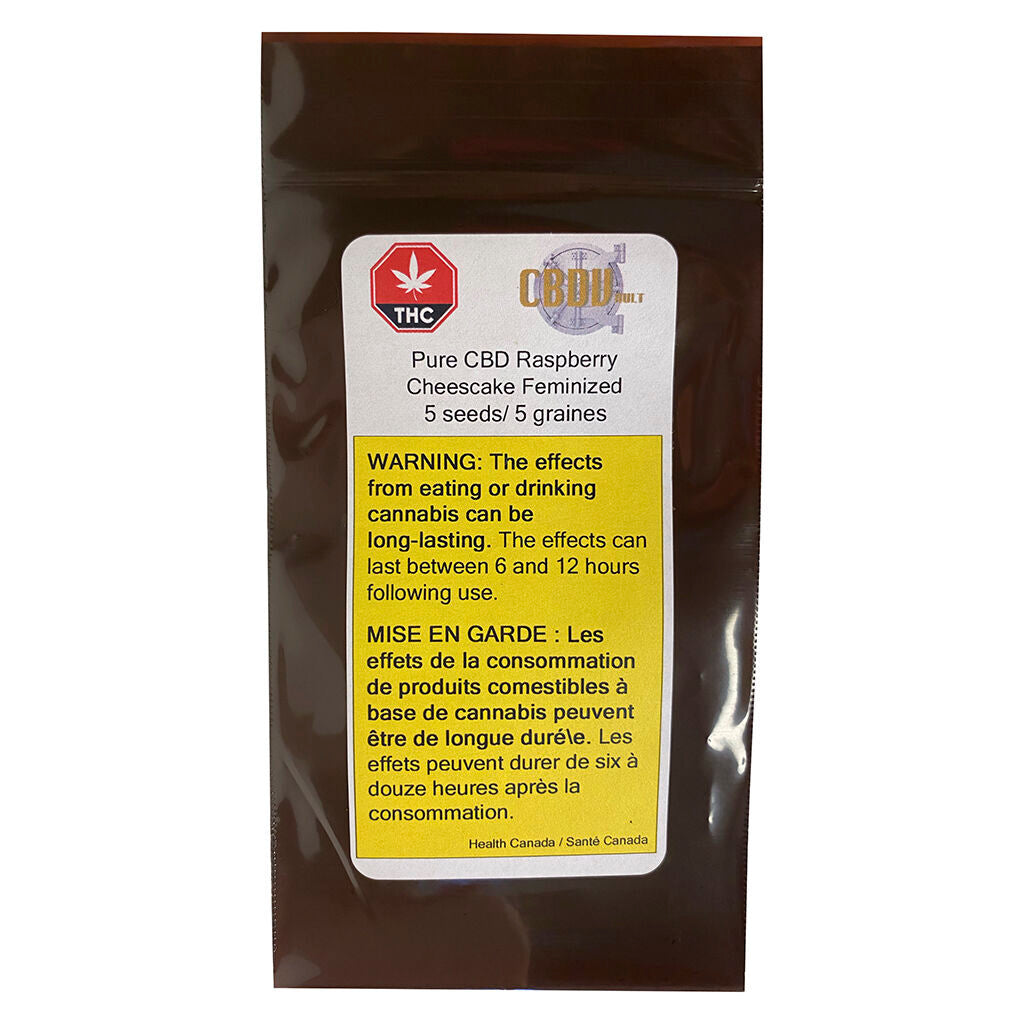 THC
CBDVAULT
Pure CBD Raspberry
Cheescake Feminized
5 seeds/ 5 graines
WARNING: The effects
from eating or drinking
cannabis can be
long-lasting. The effects can
last between 6 and 12 hours
following use.
MISE EN GARDE : Les
effets de la consommation
de produits comestibles à
base de cannabis peuvent
être de longue duré\e. Les
effets peuvent durer de six à
douze heures après la
consommation.
Health Canada / Santé Canada